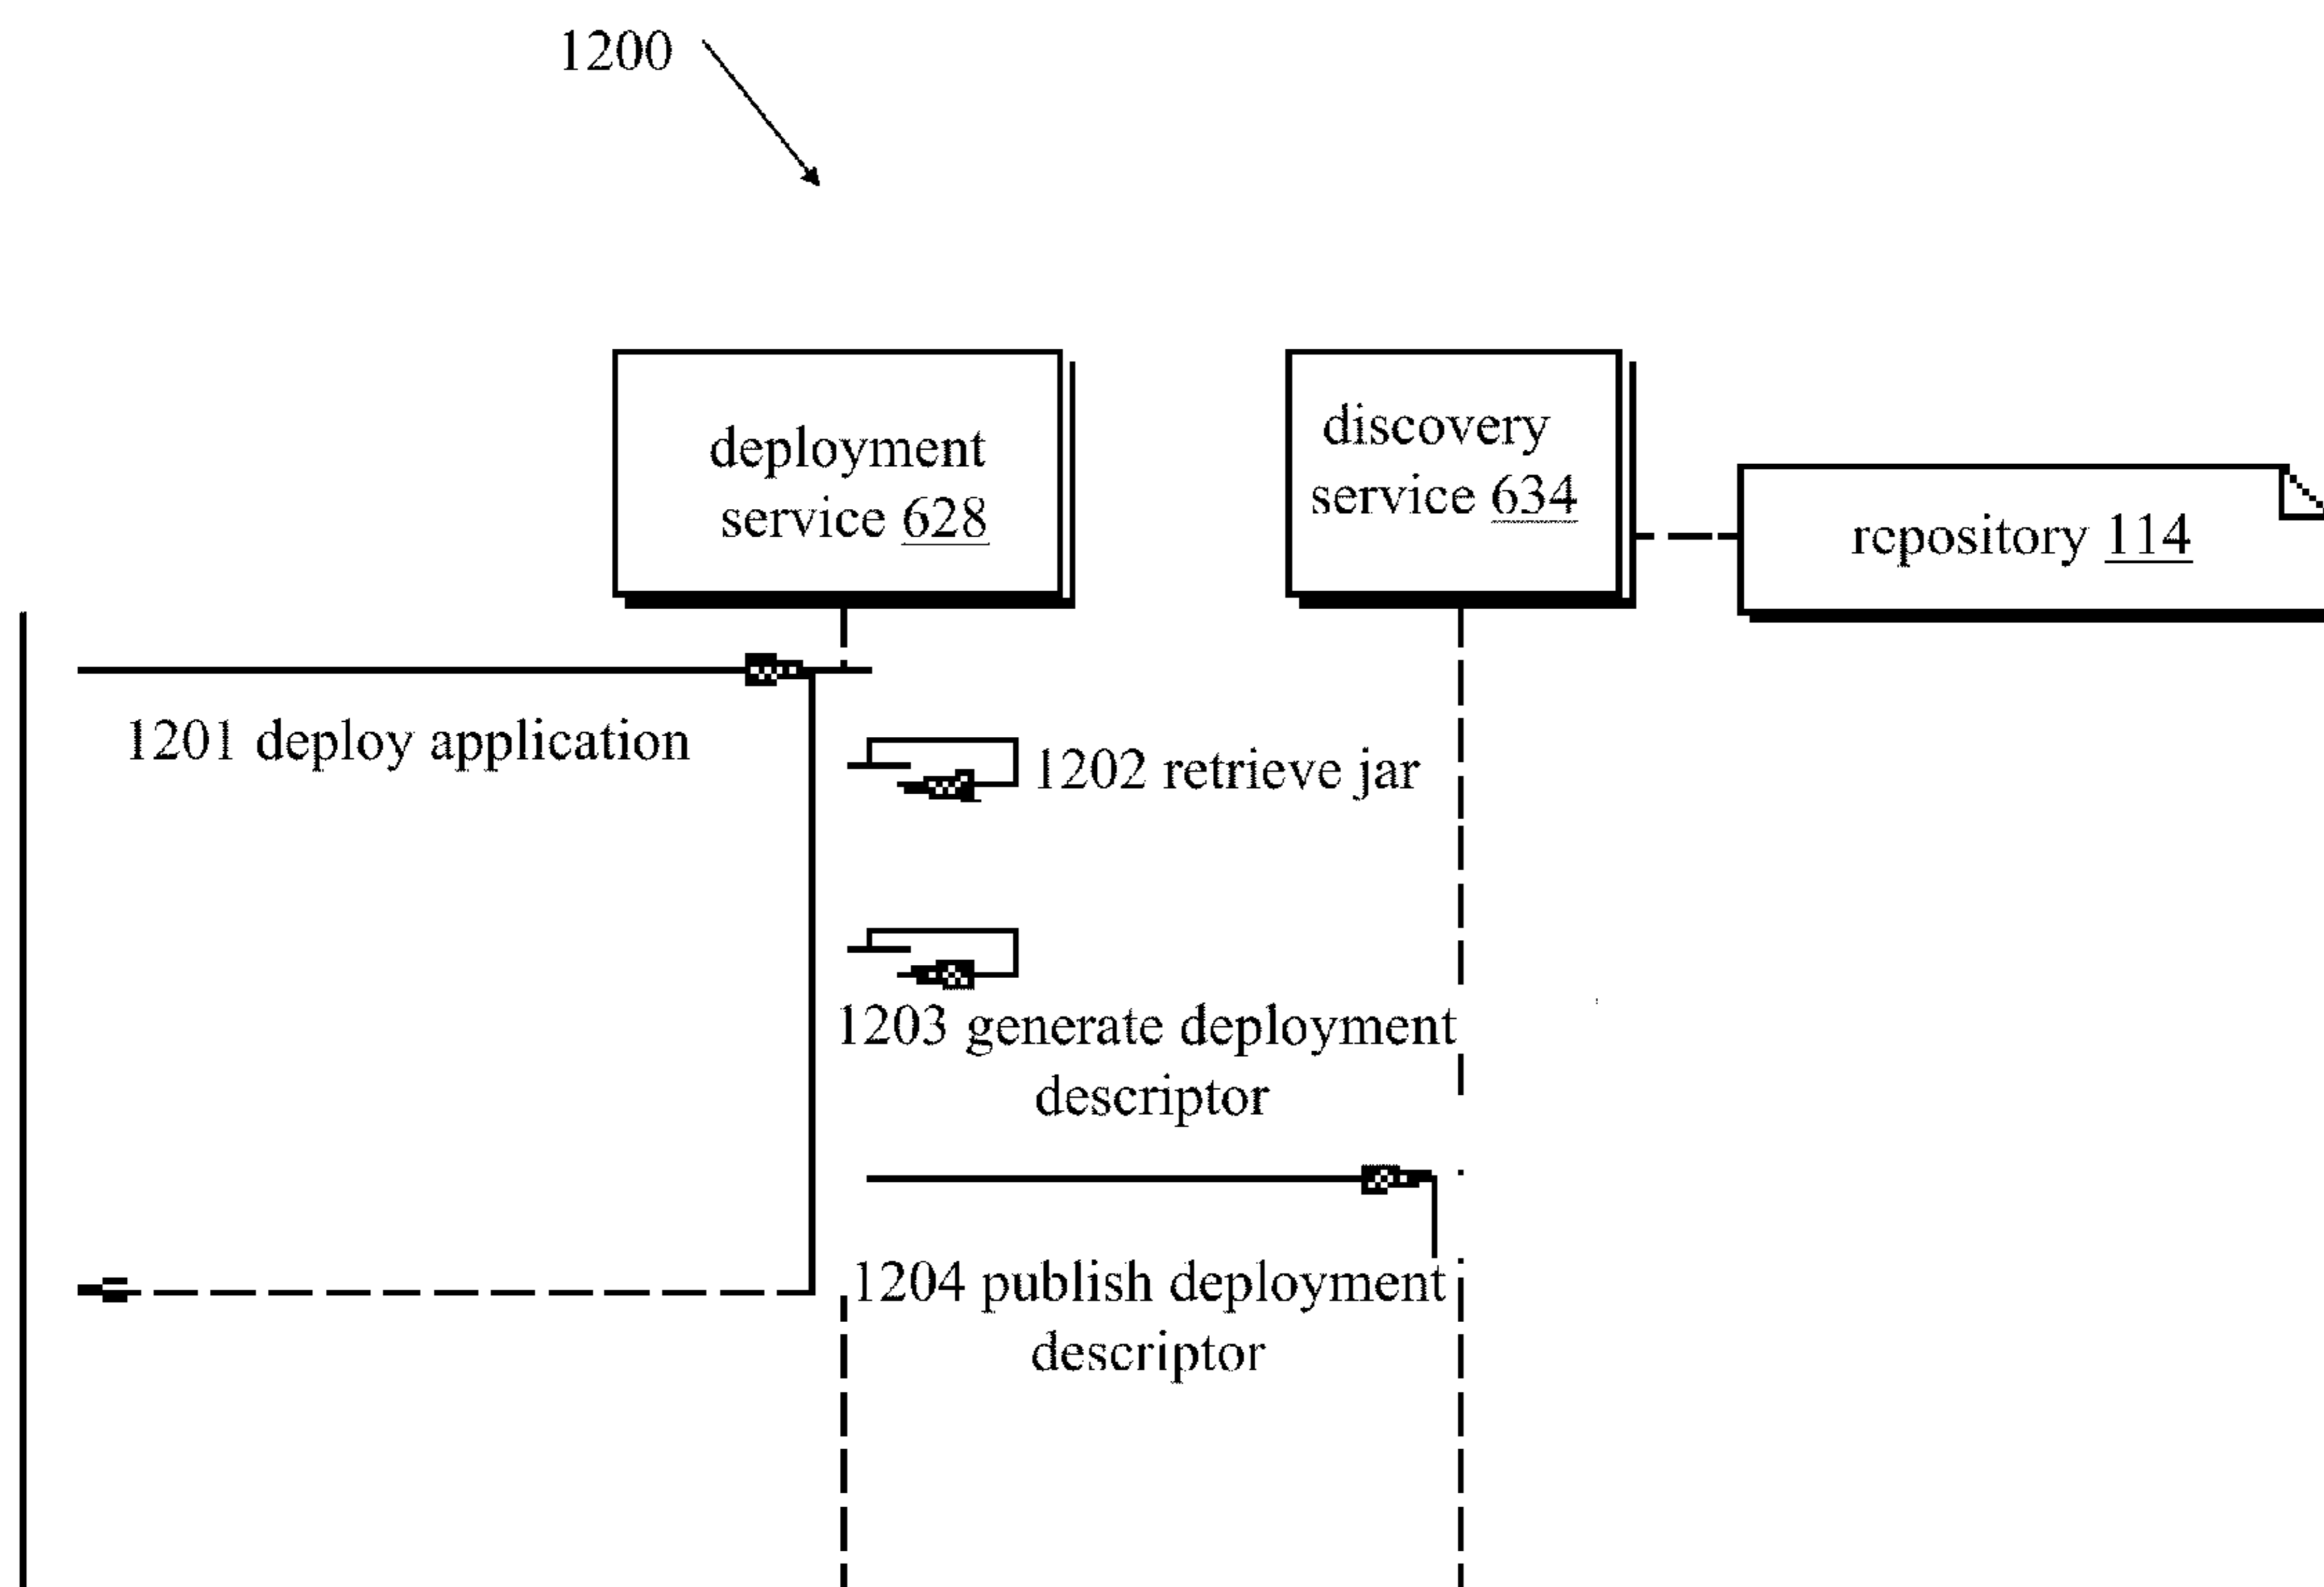 1200
deployment
service 628
discovery
service 634
repository 114
1201 deploy application
1202 retrieve jar
1203 generate deployment
descriptor
1204 publish deployment
descriptor